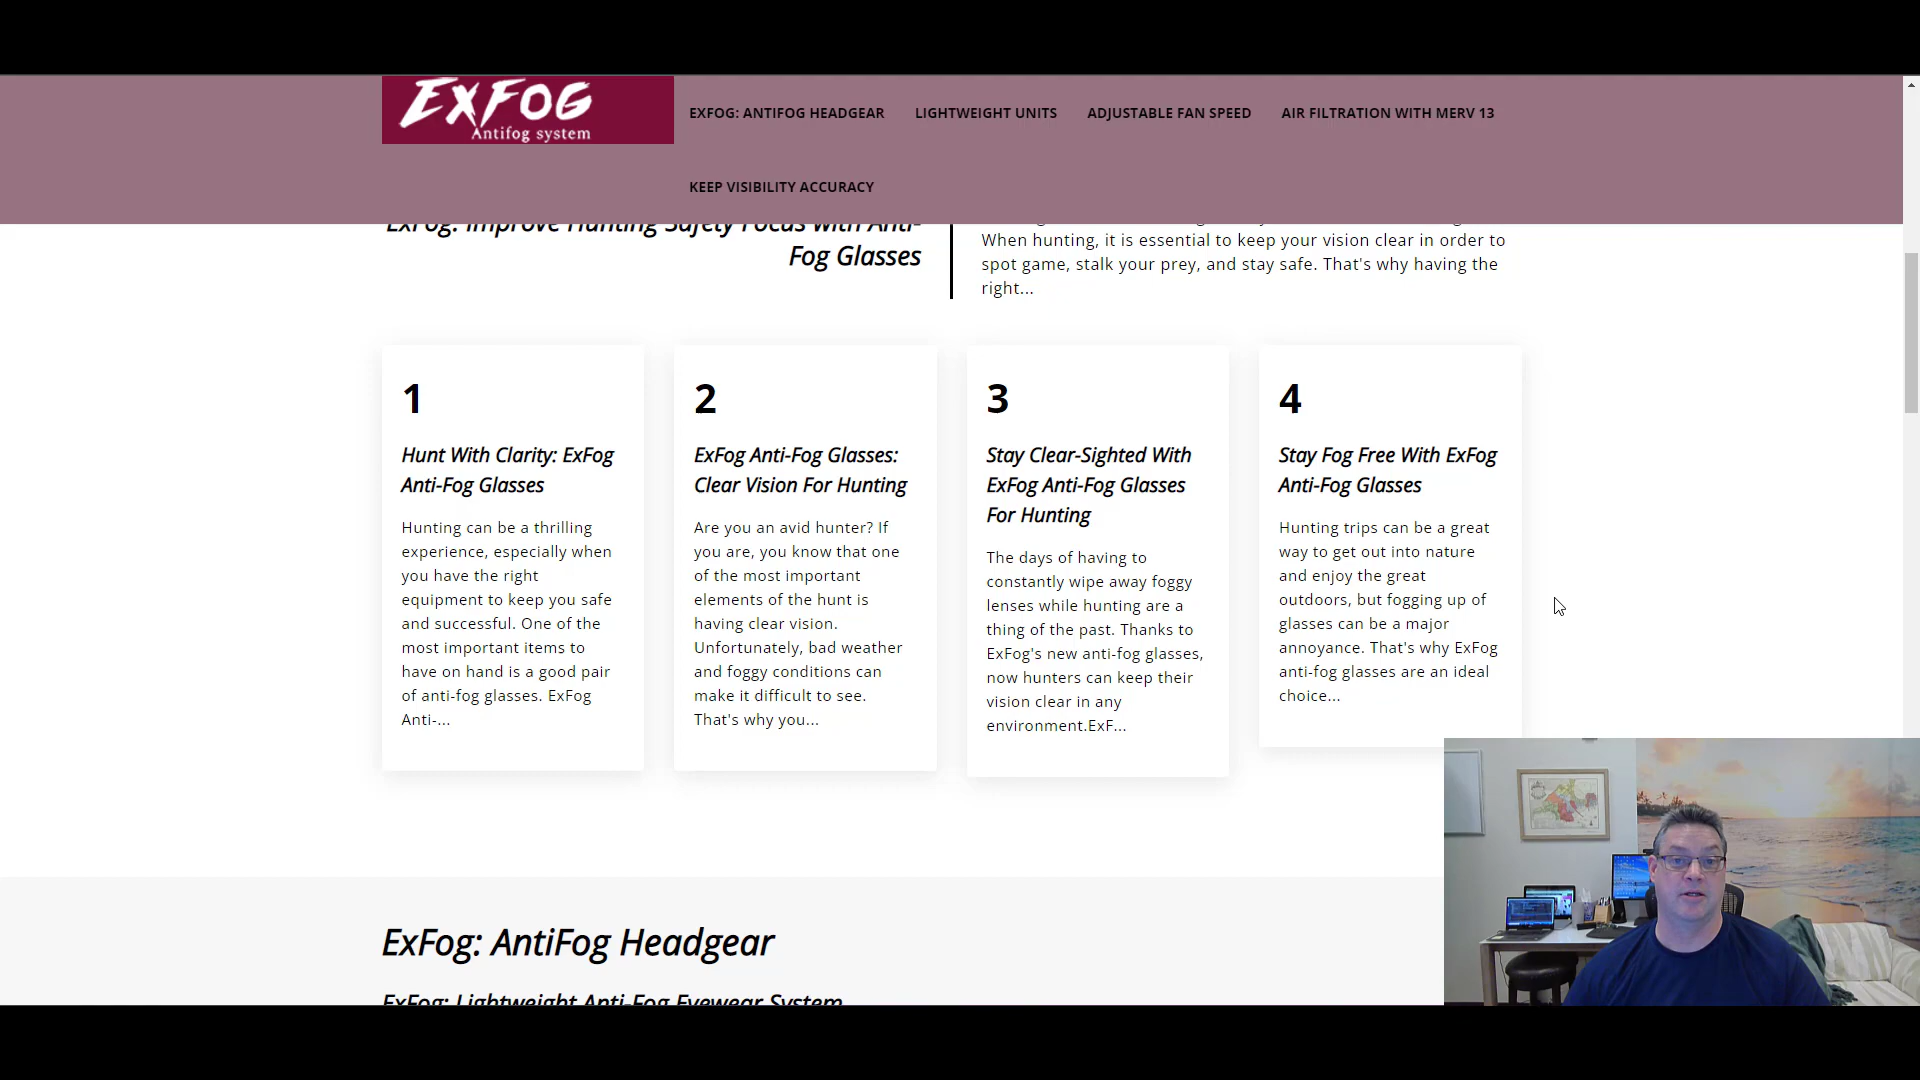 EXFOG
Antifog system
EXFOG: ANTIFOG HEADGEAR
LIGHTWEIGHT UNITS
ADJUSTABLE FAN SPEED
AIR FILTRATION WITH MERV 13
KEEP VISIBILITY ACCURACY
ExFog: Improve Hunting Safety Focus With Anti-
Fog Glasses
When hunting, it is essential to keep your vision clear in order to
spot game, stalk your prey, and stay safe. That's why having the
right...
1
Hunt With Clarity: ExFog
Anti-Fog Glasses
Hunting can be a thrilling
experience, especially when
you have the right
equipment to keep you safe
and successful. One of the
most important items to
have on hand is a good pair
of anti-fog glasses. ExFog
Anti-...
2
ExFog Anti-Fog Glasses:
Clear Vision For Hunting
Are you an avid hunter? If
you are, you know that one
of the most important
elements of the hunt is
having clear vision.
Unfortunately, bad weather
and foggy conditions can
make it difficult to see.
That's why you...
3
Stay Clear-Sighted With
ExFog Anti-Fog Glasses
For Hunting
The days of having to
constantly wipe away foggy
lenses while hunting are a
thing of the past. Thanks to
ExFog's new anti-fog glasses,
now hunters can keep their
vision clear in any
environment.ExF...
4
Stay Fog Free With ExFog
Anti-Fog Glasses
Hunting trips can be a great
way to get out into nature
and enjoy the great
outdoors, but fogging up of
glasses can be a major
annoyance. That's why ExFog
anti-fog glasses are an ideal
choice...
ExFog: AntiFog Headgear
ExFog: Lightweight Anti-Fog Eyewear System